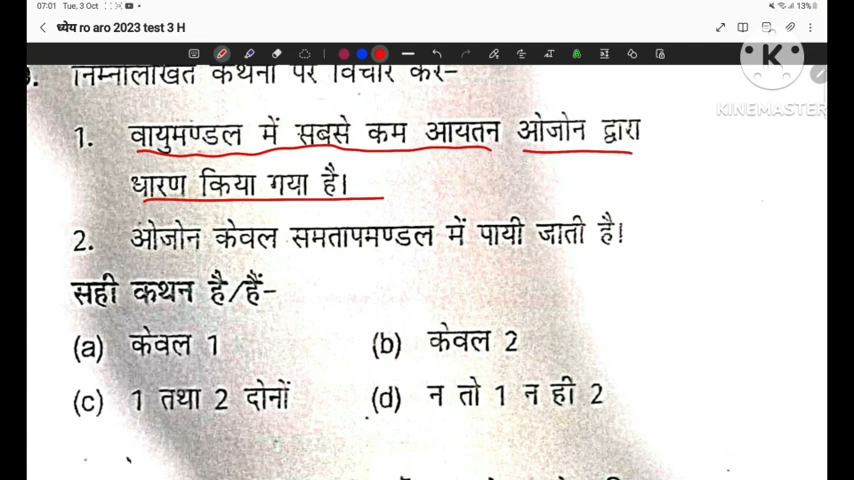 07:01 Tue, 3 Oct 13%
ध्येय ro aro 2023 test 3 H
K
KINEMASTER
9. निम्नलिखित कथनों पर विचार करें–
1. वायुमण्डल में सबसे कम आयतन ओजोन द्वारा
धारण किया गया है।
2. ओजोन केवल समतापमण्डल में पायी जाती है।
सही कथन है/हैं–
(a) केवल 1 (b) केवल 2
(c) 1 तथा 2 दोनों (d) न तो 1 न ही 2